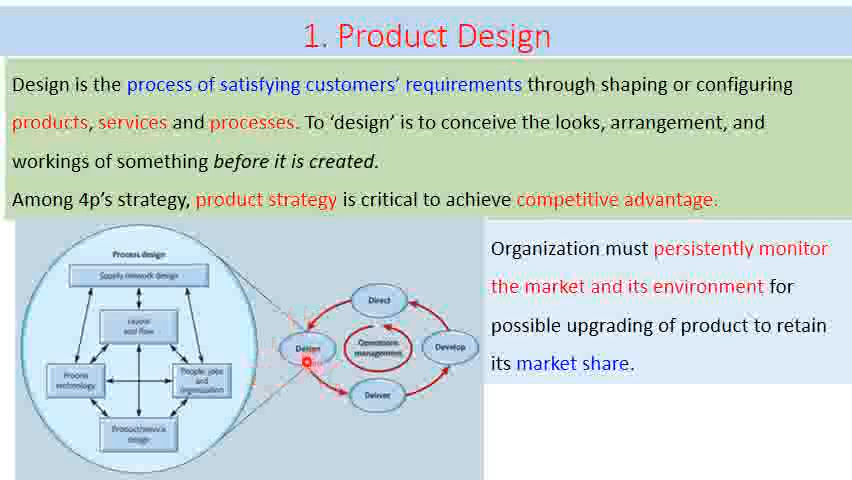 1. Product Design
Design is the process of satisfying customers’ requirements through shaping or configuring
products, services and processes. To ‘design’ is to conceive the looks, arrangement, and
workings of something before it is created.
Among 4p’s strategy, product strategy is critical to achieve competitive advantage.
Organization must persistently monitor
the market and its environment for
possible upgrading of product to retain
its market share.
Process design
Supply network design
Layout
and flow
Process
technology
People, jobs
and
organization
Product/service
design
Direct
Design
Operations
management
Develop
Deliver